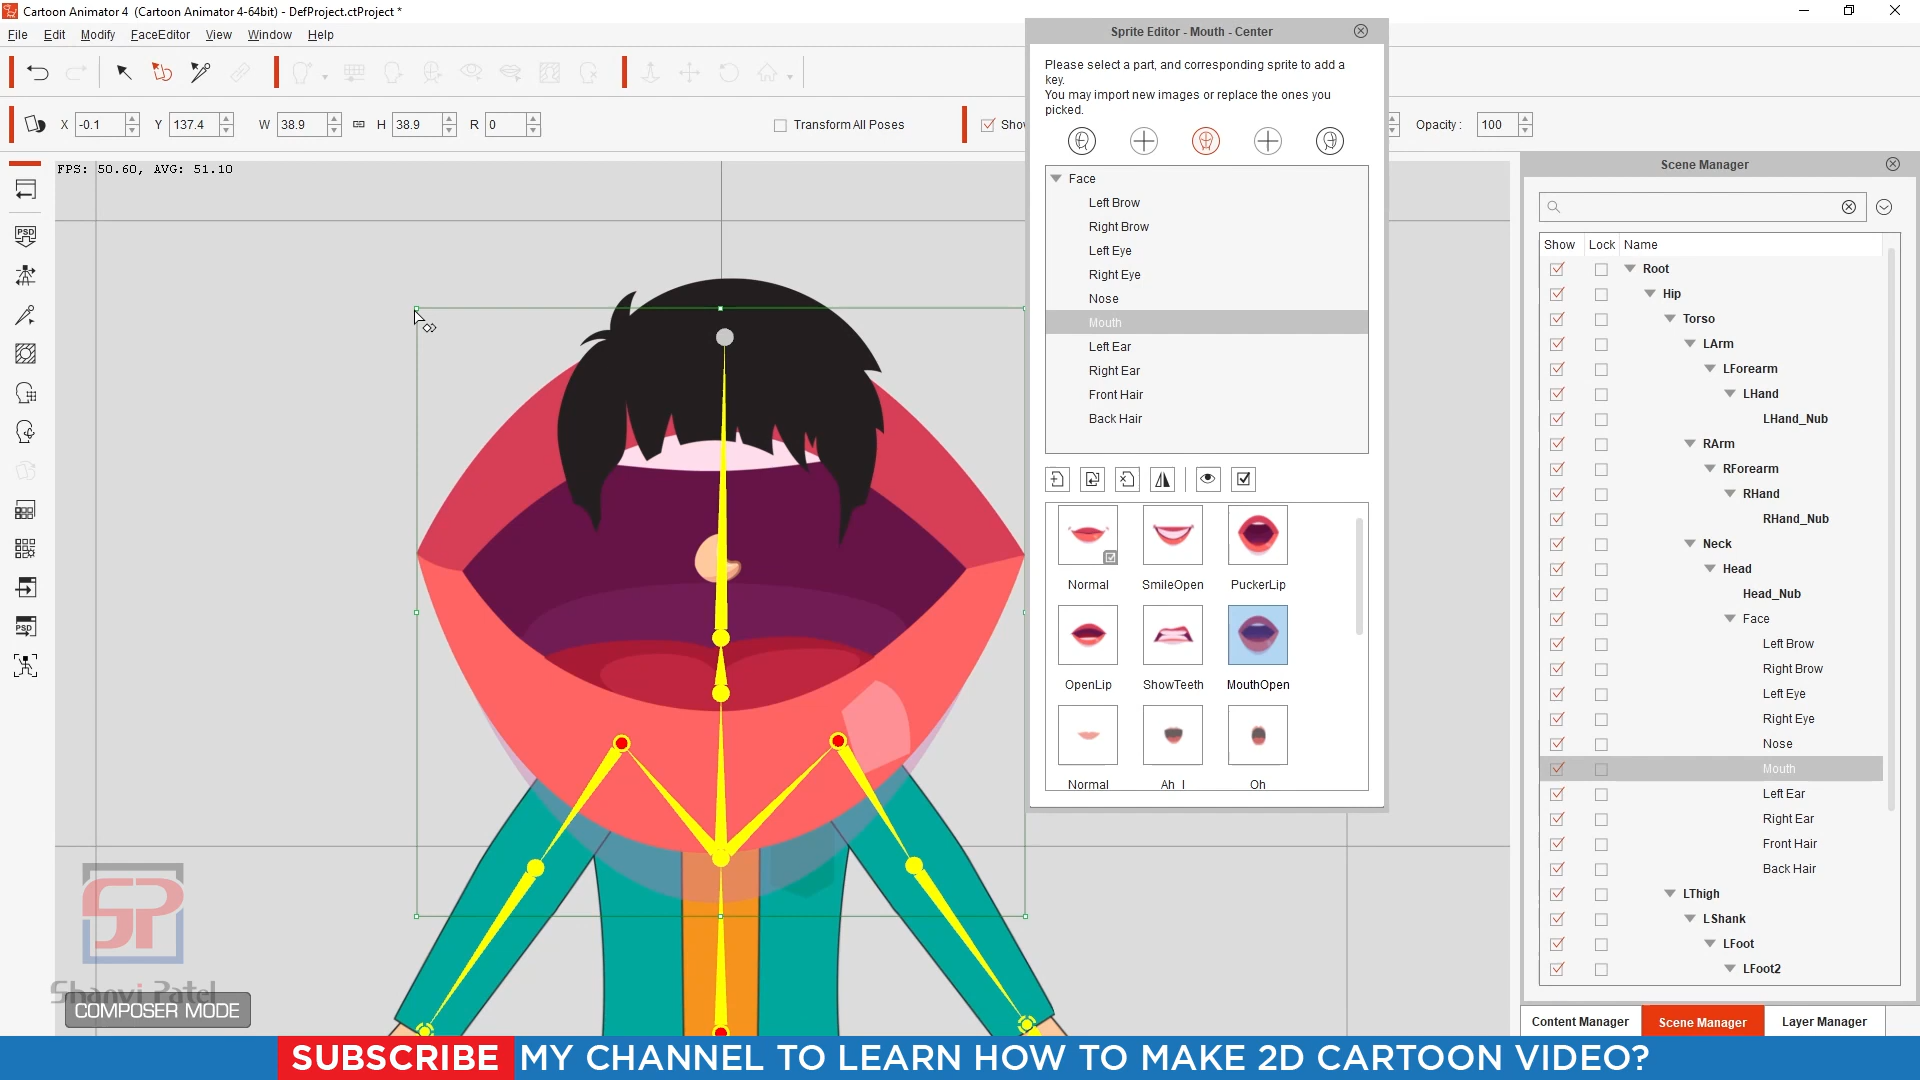 Cartoon Animator 4 (Cartoon Animator 4-64bit) - DefProject.ctProject *
File Edit Modify FaceEditor View Window Help
X -0.1 Y 137.4 W 38.9 H 38.9 R 0 Transform All Poses Show Opacity : 100
FPS: 50.60, AVG: 51.10
Sprite Editor - Mouth - Center
Please select a part, and corresponding sprite to add a
key.
You may import new images or replace the ones you
picked.
Face
Left Brow
Right Brow
Left Eye
Right Eye
Nose
Mouth
Left Ear
Right Ear
Front Hair
Back Hair
Normal SmileOpen PuckerLip
OpenLip ShowTeeth MouthOpen
Normal Ah_I Oh
Scene Manager
Show Lock Name
Root
Hip
Torso
LArm
LForearm
LHand
LHand_Nub
RArm
RForearm
RHand
RHand_Nub
Neck
Head
Head_Nub
Face
Left Brow
Right Brow
Left Eye
Right Eye
Nose
Mouth
Left Ear
Right Ear
Front Hair
Back Hair
LThigh
LShank
LFoot
LFoot2
Content Manager Scene Manager Layer Manager
PSD
PSD
SP
Shanvi Patel
COMPOSER MODE
SUBSCRIBE MY CHANNEL TO LEARN HOW TO MAKE 2D CARTOON VIDEO?